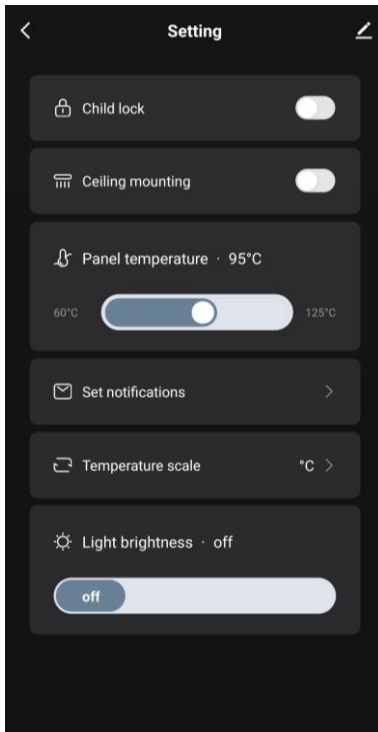 Setting
Child lock
Ceiling mounting
Panel temperature · 95°C
60°C 125°C
Set notifications
Temperature scale °C
Light brightness · off
off